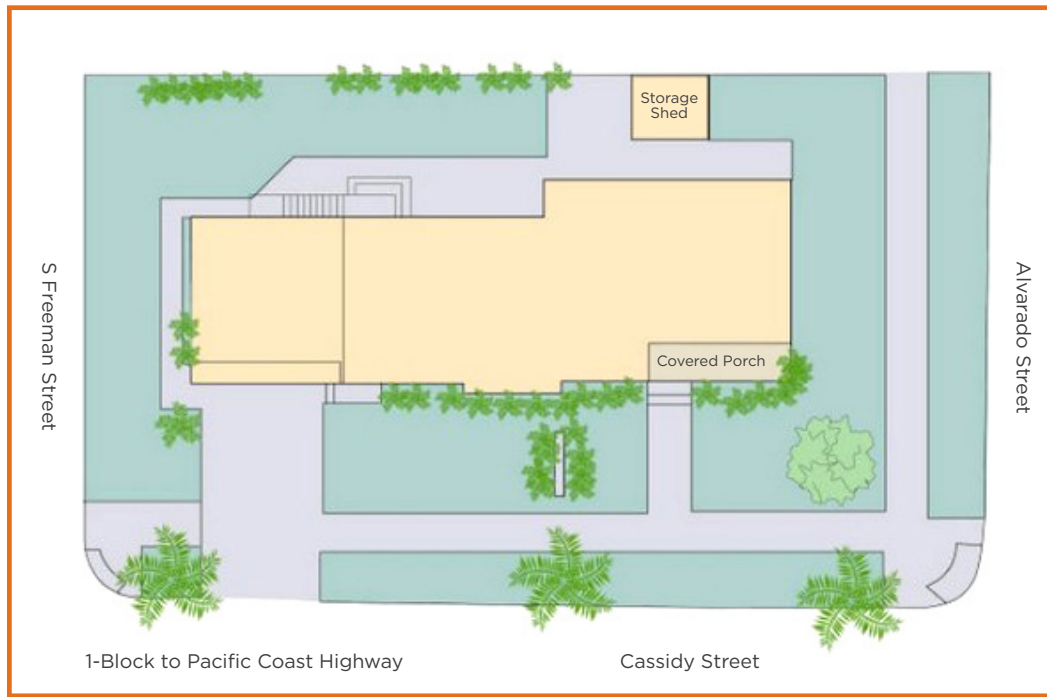 Storage
Shed
S Freeman Street
Alvarado Street
Covered Porch
1-Block to Pacific Coast Highway
Cassidy Street